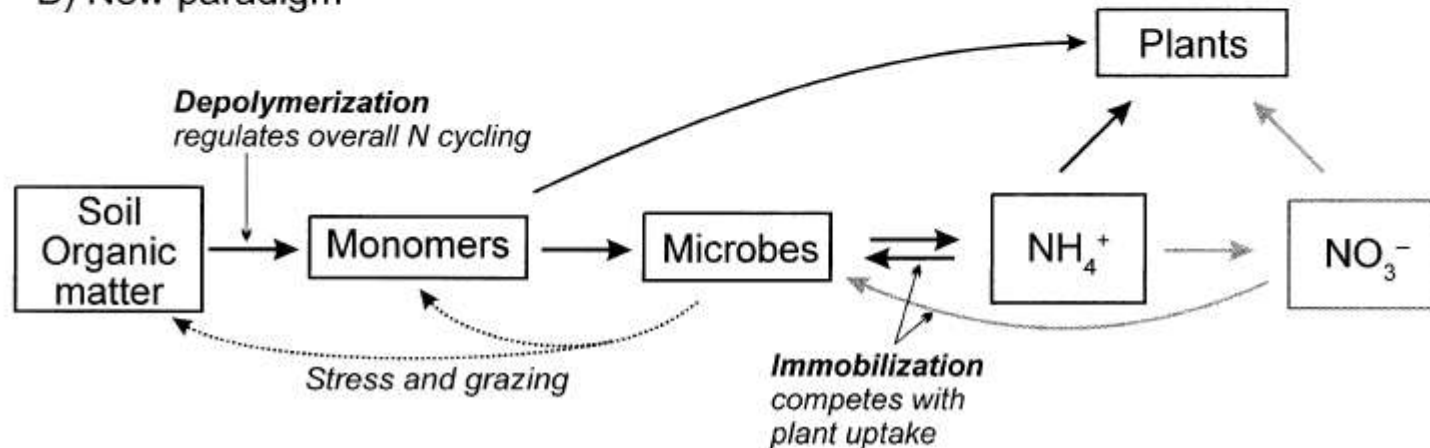 B) New paradigm
Plants
Depolymerization
regulates overall N cycling
Soil
Organic
matter
Monomers
Microbes
NH₄⁺
NO₃⁻
Stress and grazing
Immobilization
competes with
plant uptake